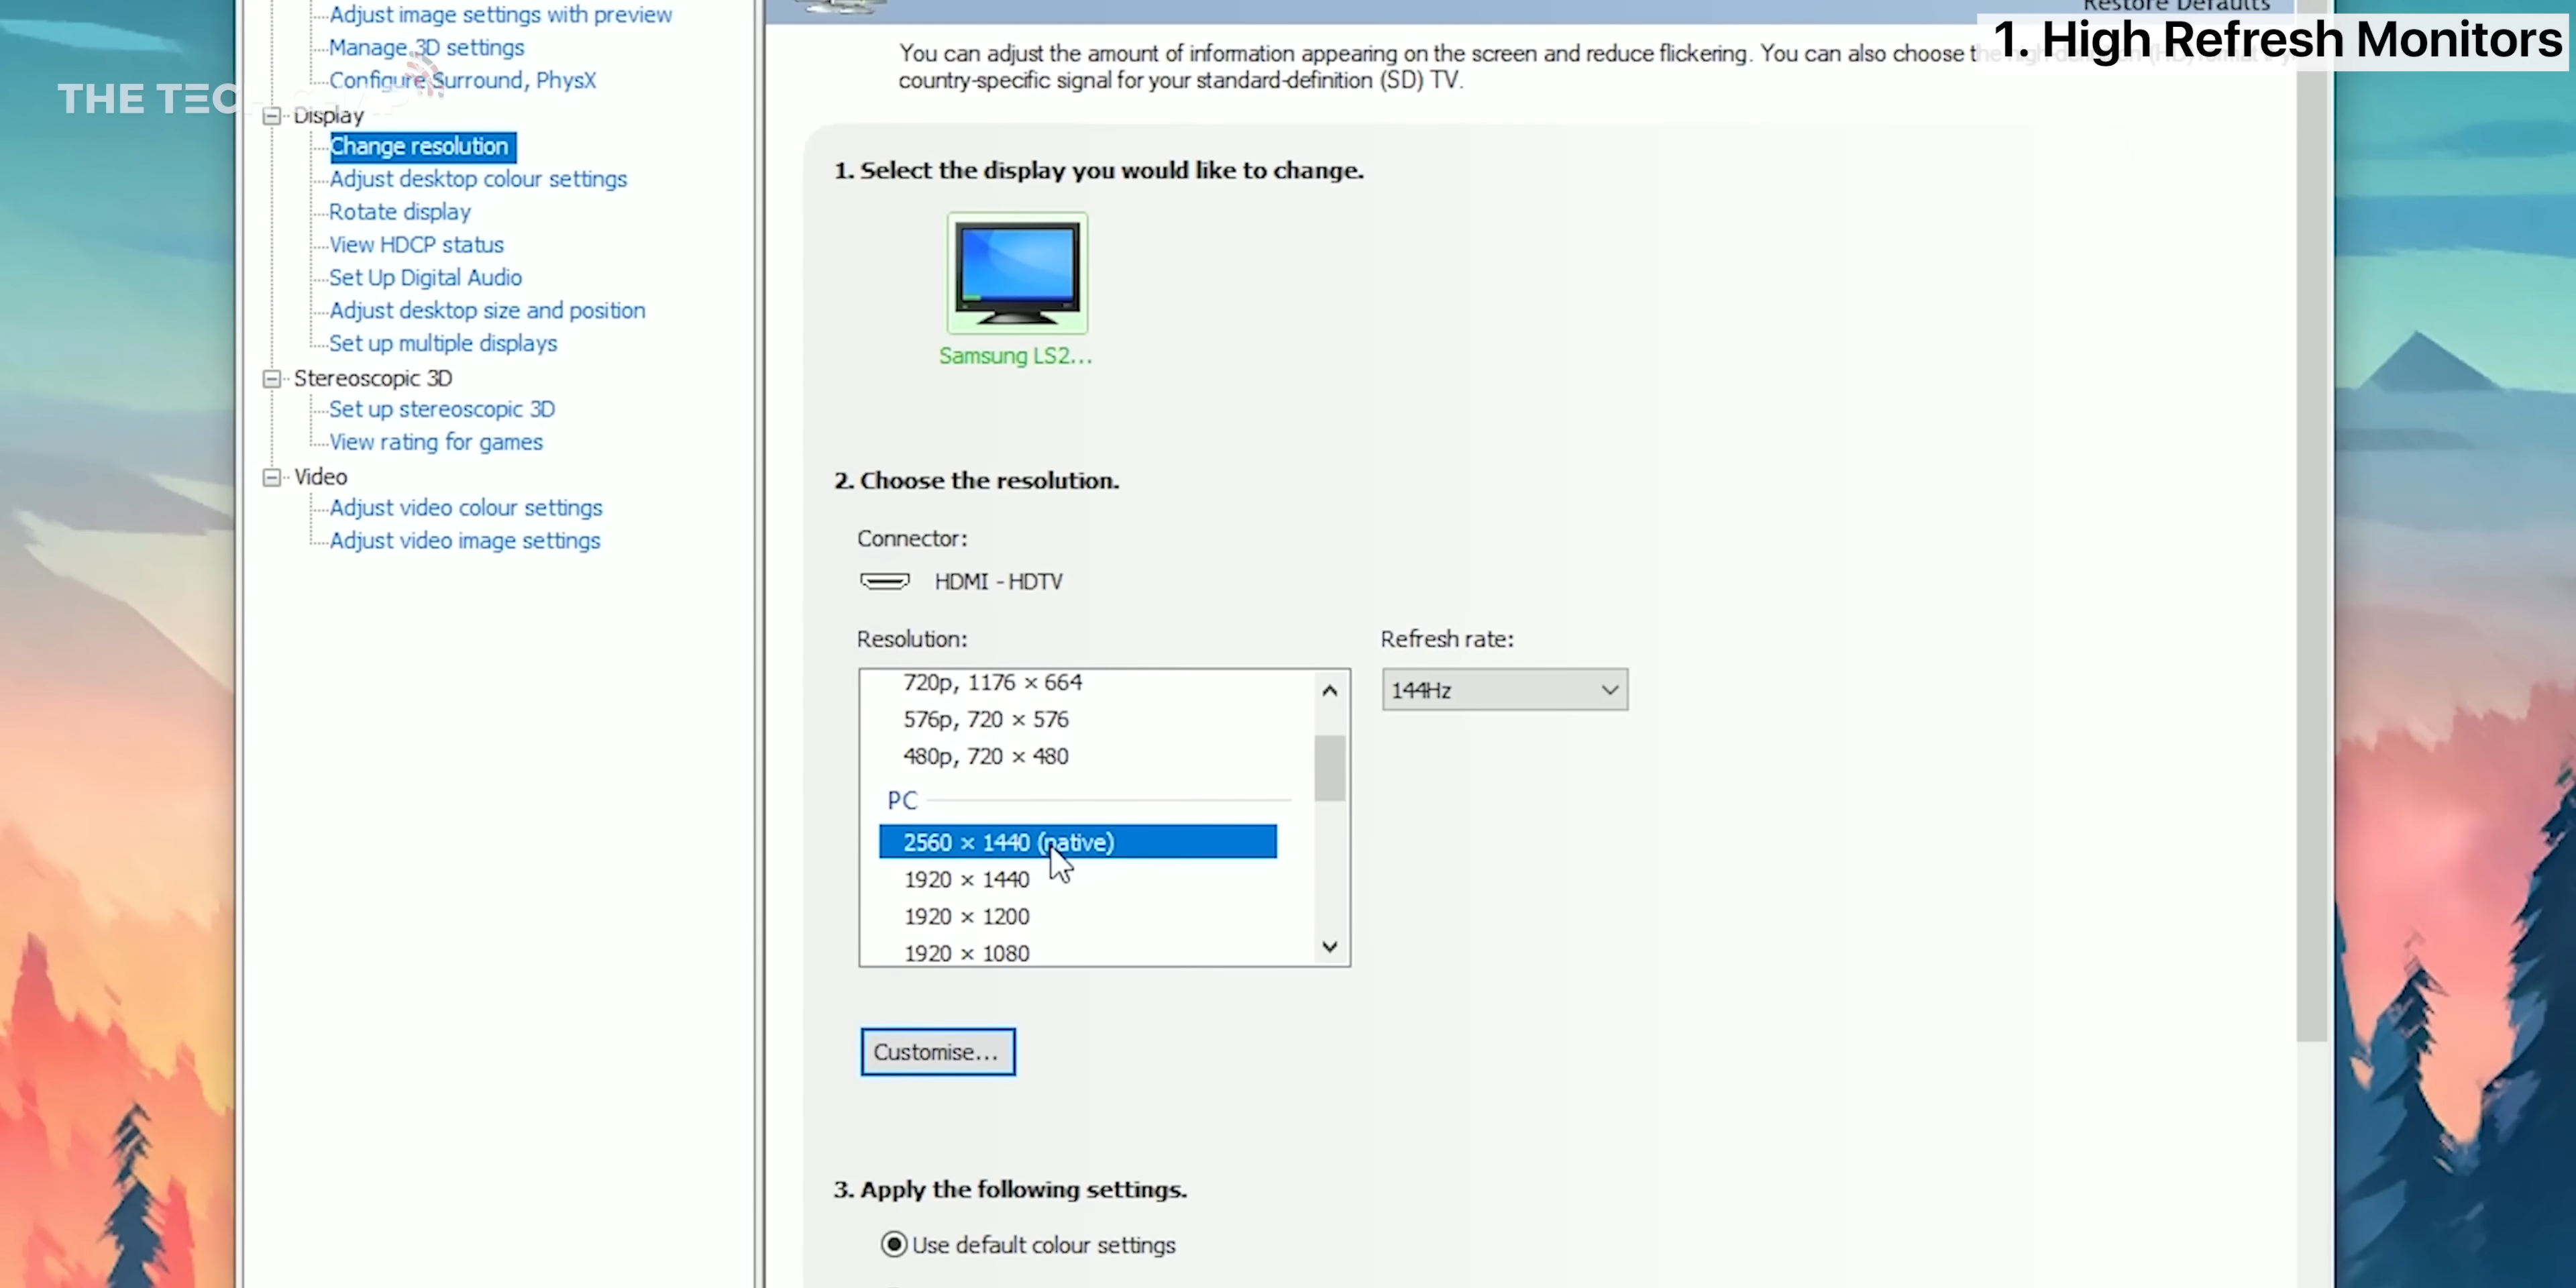 Restore Defaults
1. High Refresh Monitors
THE TEC
Adjust image settings with preview
Manage 3D settings
Configure Surround, PhysX
Display
Change resolution
Adjust desktop colour settings
Rotate display
View HDCP status
Set Up Digital Audio
Adjust desktop size and position
Set up multiple displays
Stereoscopic 3D
Set up stereoscopic 3D
View rating for games
Video
Adjust video colour settings
Adjust video image settings
You can adjust the amount of information appearing on the screen and reduce flickering. You can also choose
country-specific signal for your standard-definition (SD) TV.
1. Select the display you would like to change.
Samsung LS2...
2. Choose the resolution.
Connector:
HDMI - HDTV
Resolution:
Refresh rate:
720p, 1176 × 664
144Hz
576p, 720 × 576
480p, 720 × 480
PC
2560 × 1440 (native)
1920 × 1440
1920 × 1200
1920 × 1080
Customise...
3. Apply the following settings.
Use default colour settings